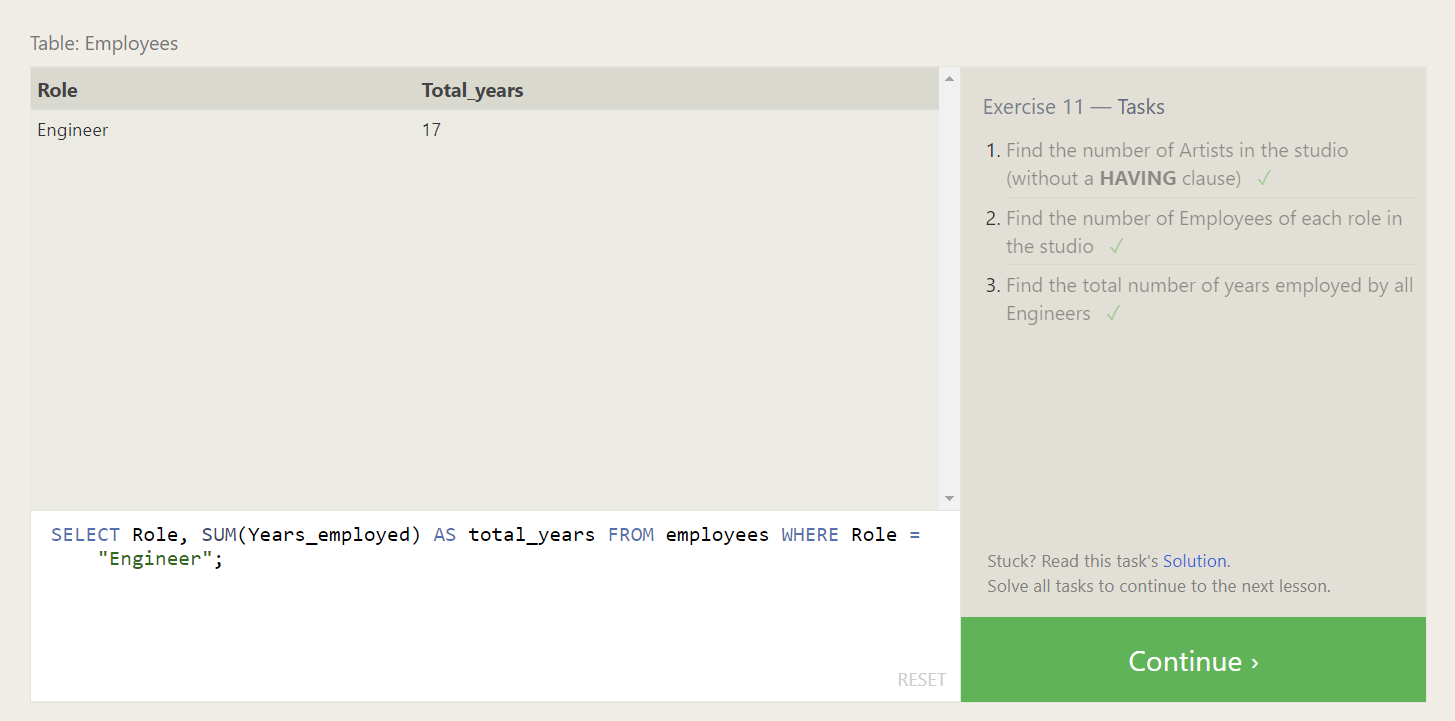 Table: Employees
Role Total_years
Engineer 17
Exercise 11 — Tasks
1. Find the number of Artists in the studio
(without a HAVING clause) ✓
2. Find the number of Employees of each role in
the studio ✓
3. Find the total number of years employed by all
Engineers ✓
SELECT Role, SUM(Years_employed) AS total_years FROM employees WHERE Role =
"Engineer";
RESET
Stuck? Read this task's Solution.
Solve all tasks to continue to the next lesson.
Continue ›